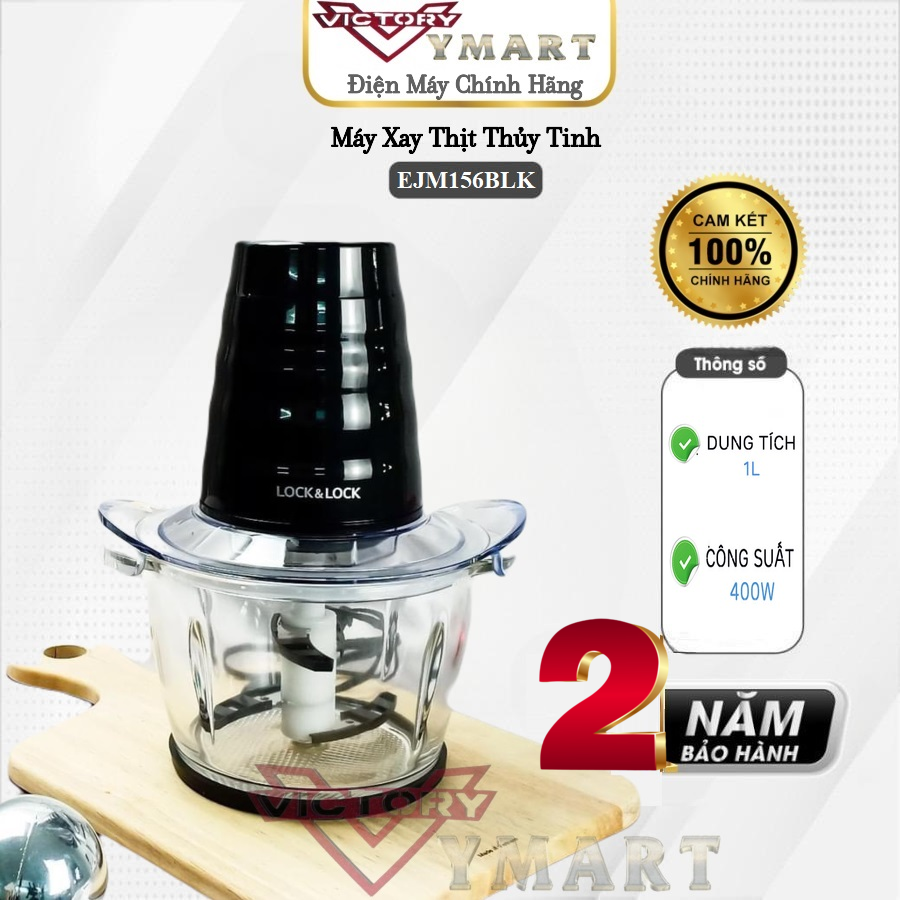 VICTORY
YMART
Điện Máy Chính Hãng
Máy Xay Thịt Thủy Tinh
EJM156BLK
CAM KẾT
100%
CHÍNH HÃNG
Thông số
DUNG TÍCH
1L
CÔNG SUẤT
400W
LOCK&LOCK
2 NĂM
BẢO HÀNH
VICTORY
YMART